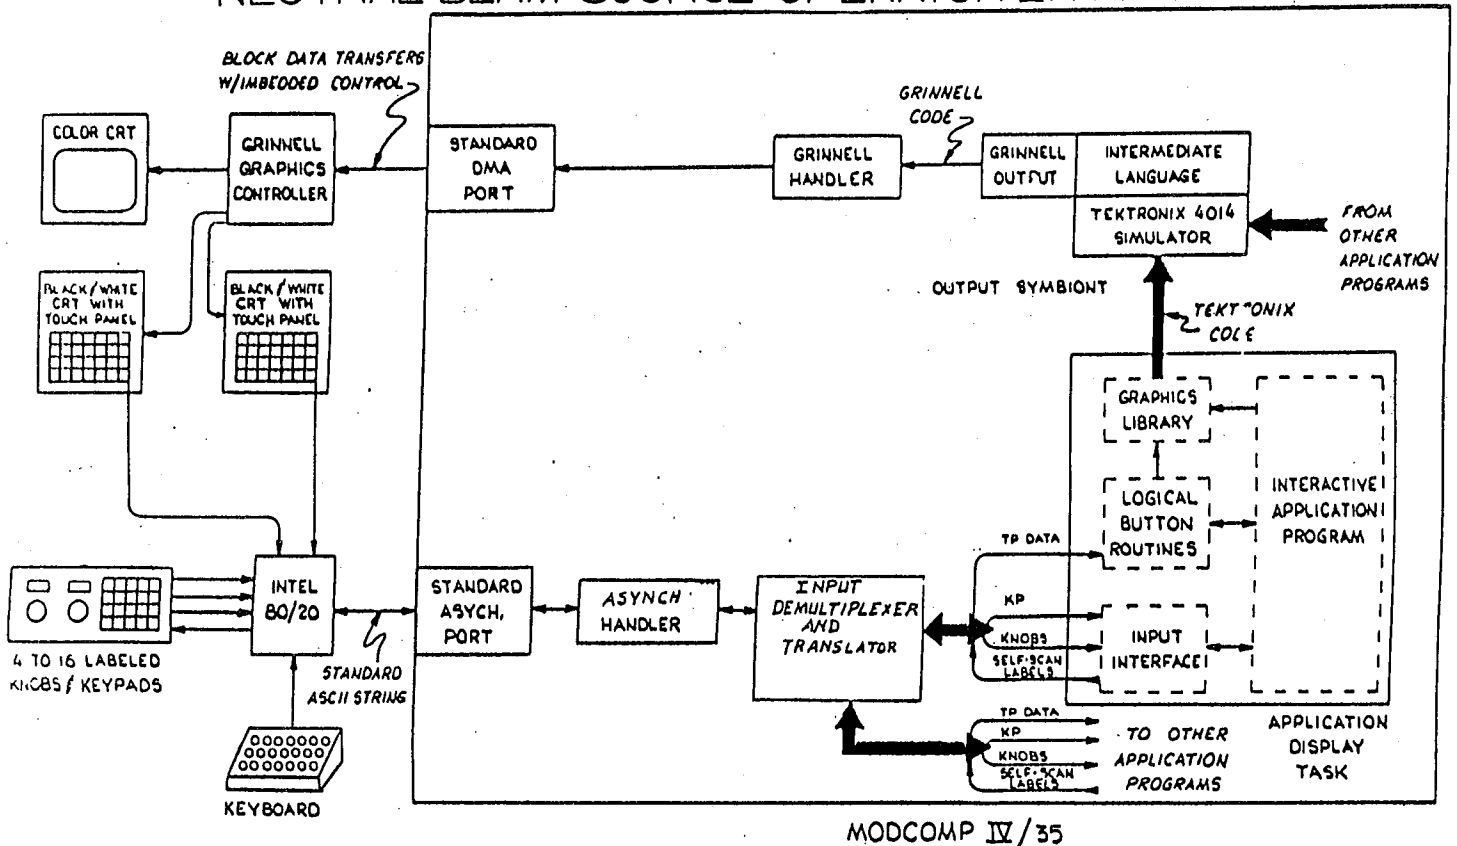 BLOCK DATA TRANSFERS
W/IMBEDDED CONTROL
COLOR CRT
GRINNELL
GRAPHICS
CONTROLLER
STANDARD
DMA
PORT
GRINNELL
HANDLER
GRINNELL
CODE
GRINNELL
OUTPUT
INTERMEDIATE
LANGUAGE
TEKTRONIX 4014
SIMULATOR
FROM
OTHER
APPLICATION
PROGRAMS
BLACK/WHITE
CRT WITH
TOUCH PANEL
BLACK/WHITE
CRT WITH
TOUCH PANEL
OUTPUT SYMBIONT
TEKTRONIX
GRAPHICS
LIBRARY
LOGICAL
BUTTON
ROUTINES
INTERACTIVE
APPLICATION
PROGRAM
INTEL
80/20
STANDARD
ASYCH,
PORT
ASYNCH
HANDLER
INPUT
DEMULTIPLEXER
AND
TRANSLATOR
TP DATA
KP
KNOBS
SELF-SCAN
LABELS
INPUT
INTERFACE
4 TO 16 LABELED
KNOBS/KEYPADS
STANDARD
ASCII STRING
KEYBOARD
TP DATA
KP
KNOBS
SELF-SCAN
LABELS
TO OTHER
APPLICATION
PROGRAMS
APPLICATION
DISPLAY
TASK
MODCOMP IV/35